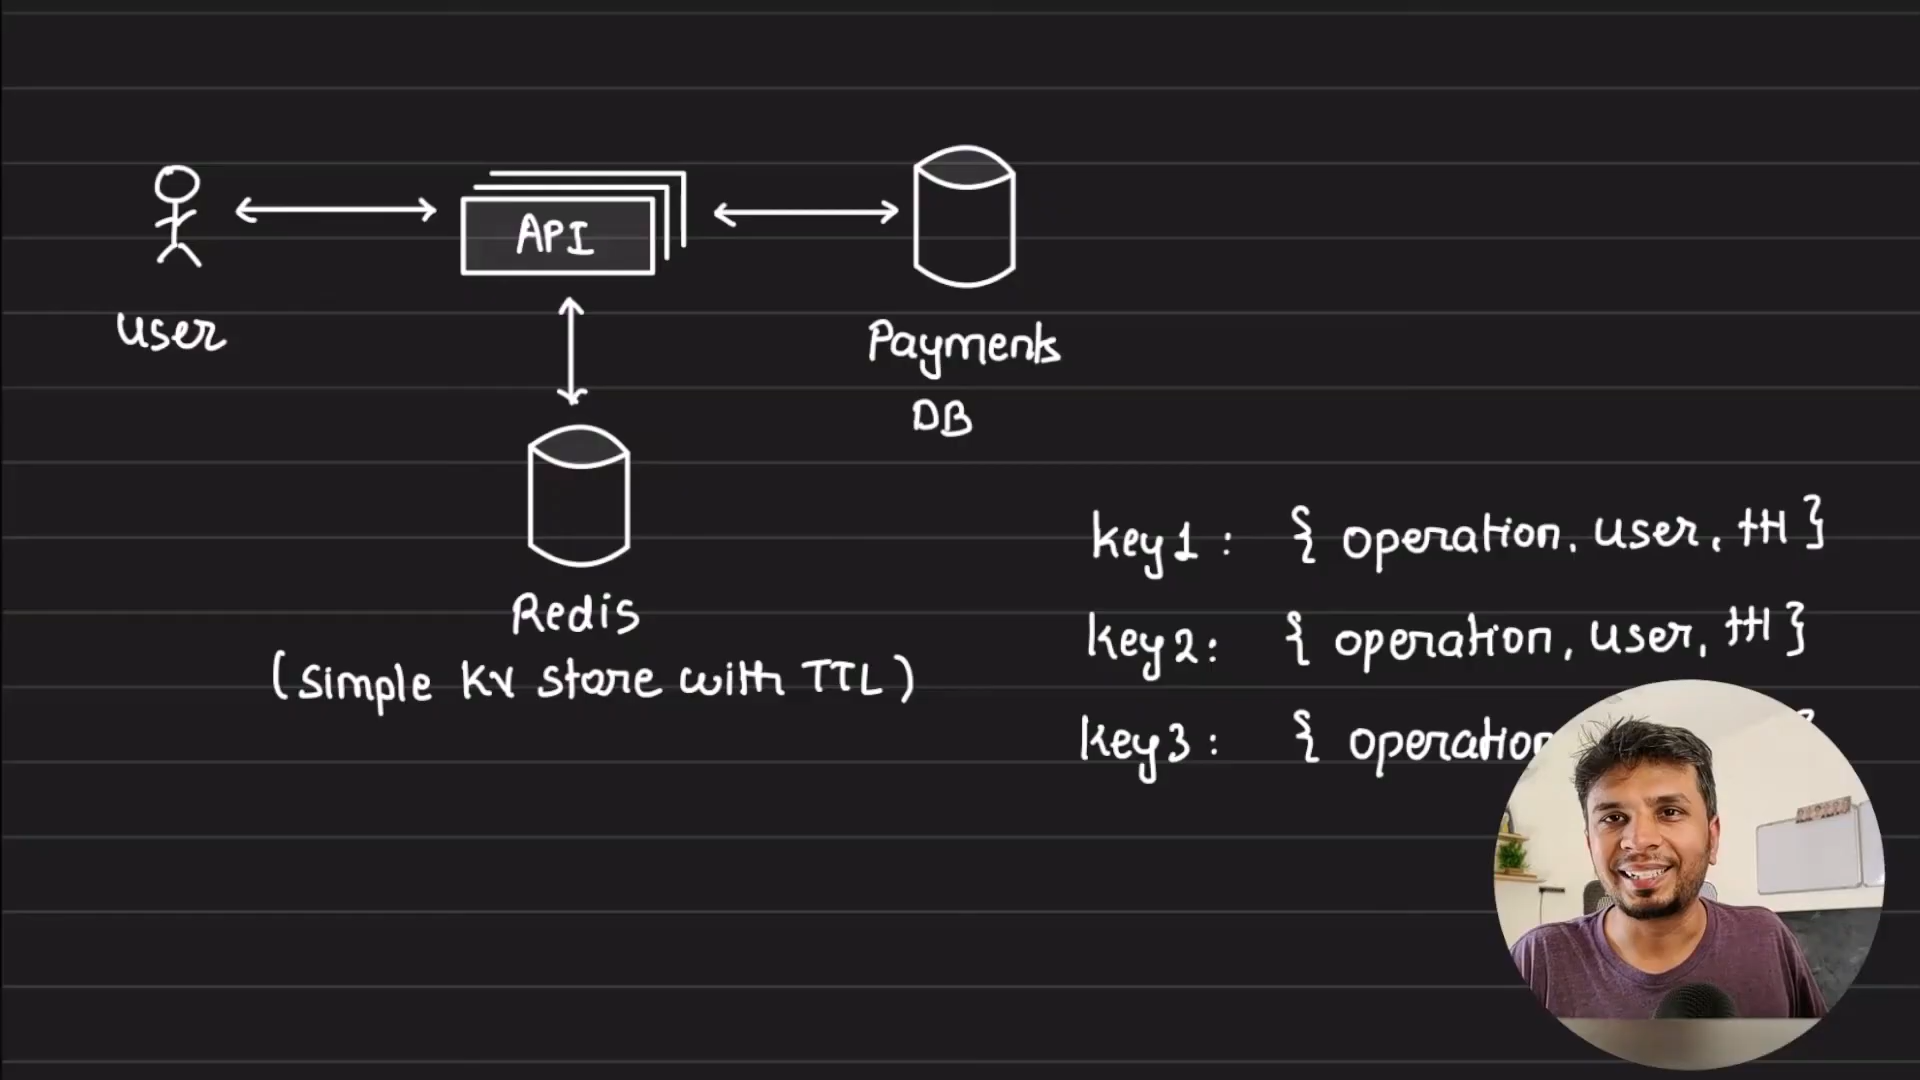 API
user
Payments
DB
Redis
(simple KV store with TTL)
key1: { operation, user, ttl }
key2: { operation, user, ttl }
key3: { operation